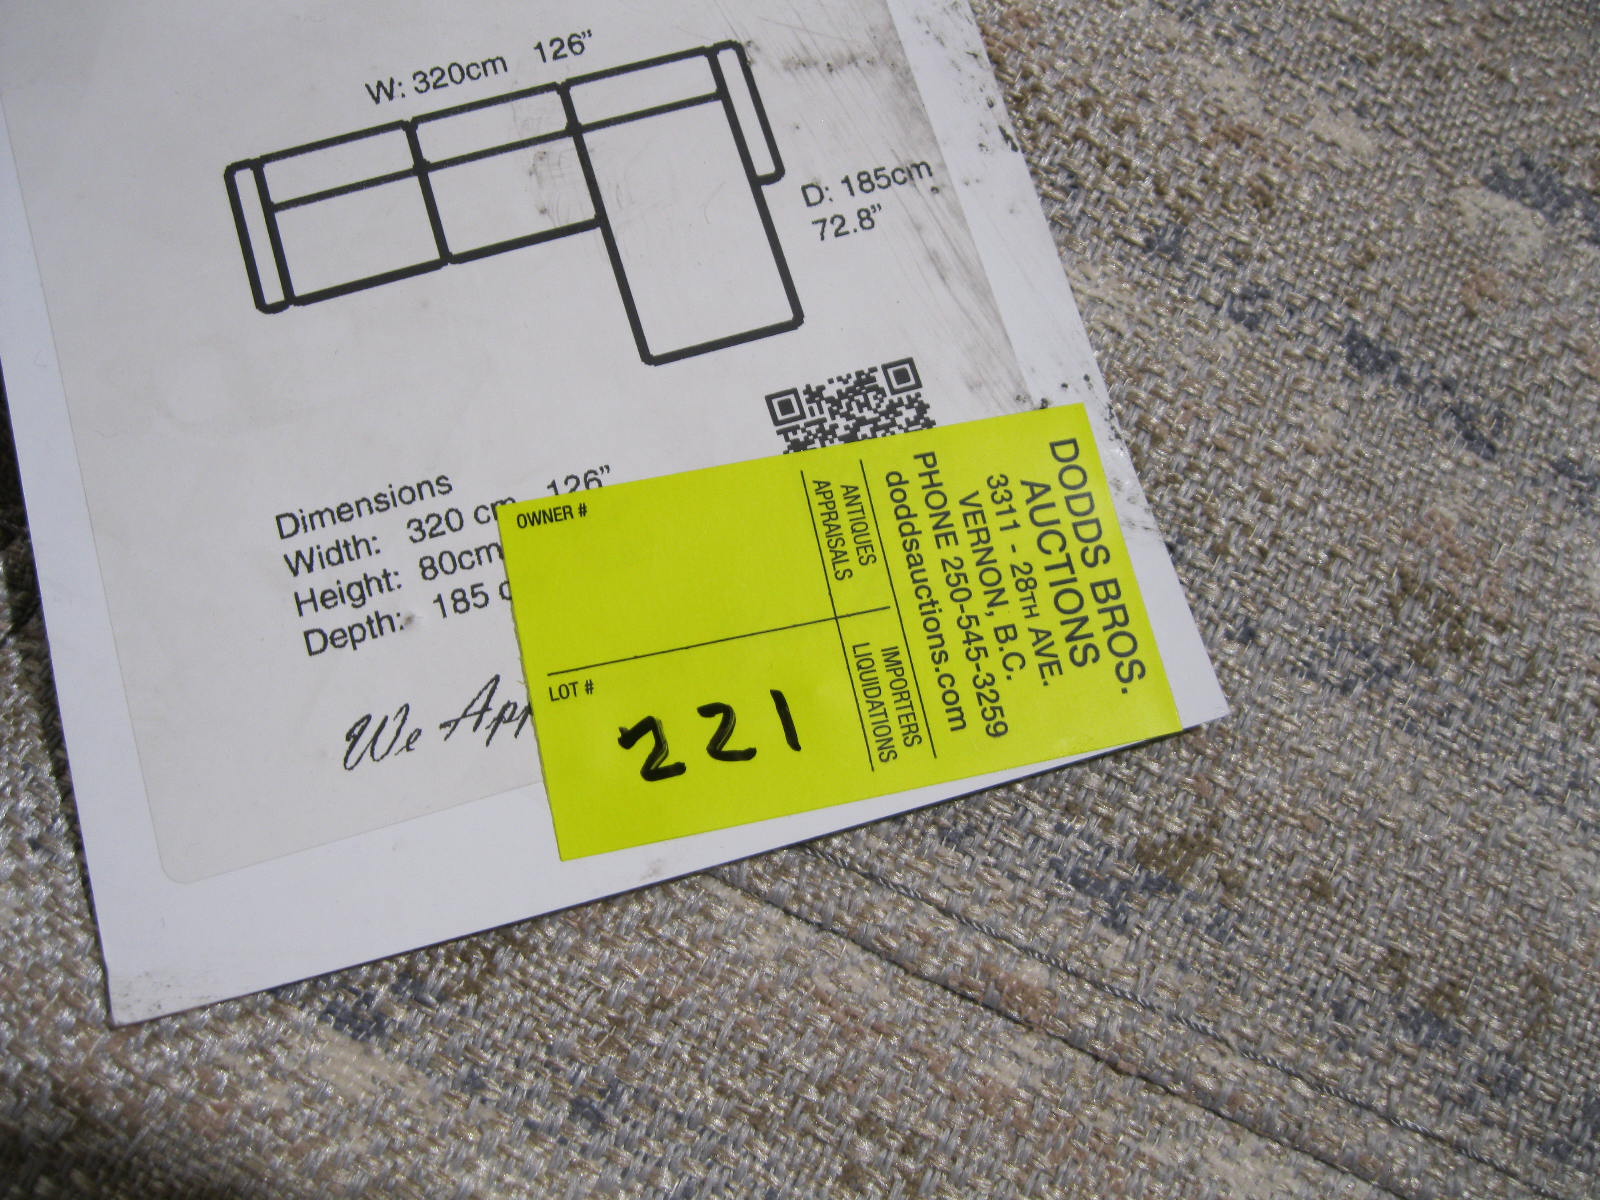 W: 320cm 126”
D: 185cm
72.8”
Dimensions
Width: 320 cm 126”
Height: 80cm
Depth: 185
We
OWNER #
LOT #
221
ANTIQUES
APPRAISALS
IMPORTERS
LIQUIDATIONS
DODDS BROS.
AUCTIONS
3311 - 28TH AVE.
VERNON, B.C.
PHONE 250-545-3259
doddsauctions.com